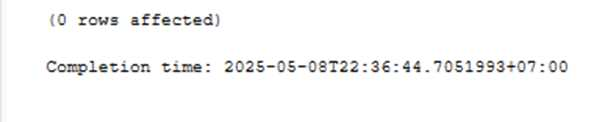 (0 rows affected)
Completion time: 2025-05-08T22:36:44.7051993+07:00